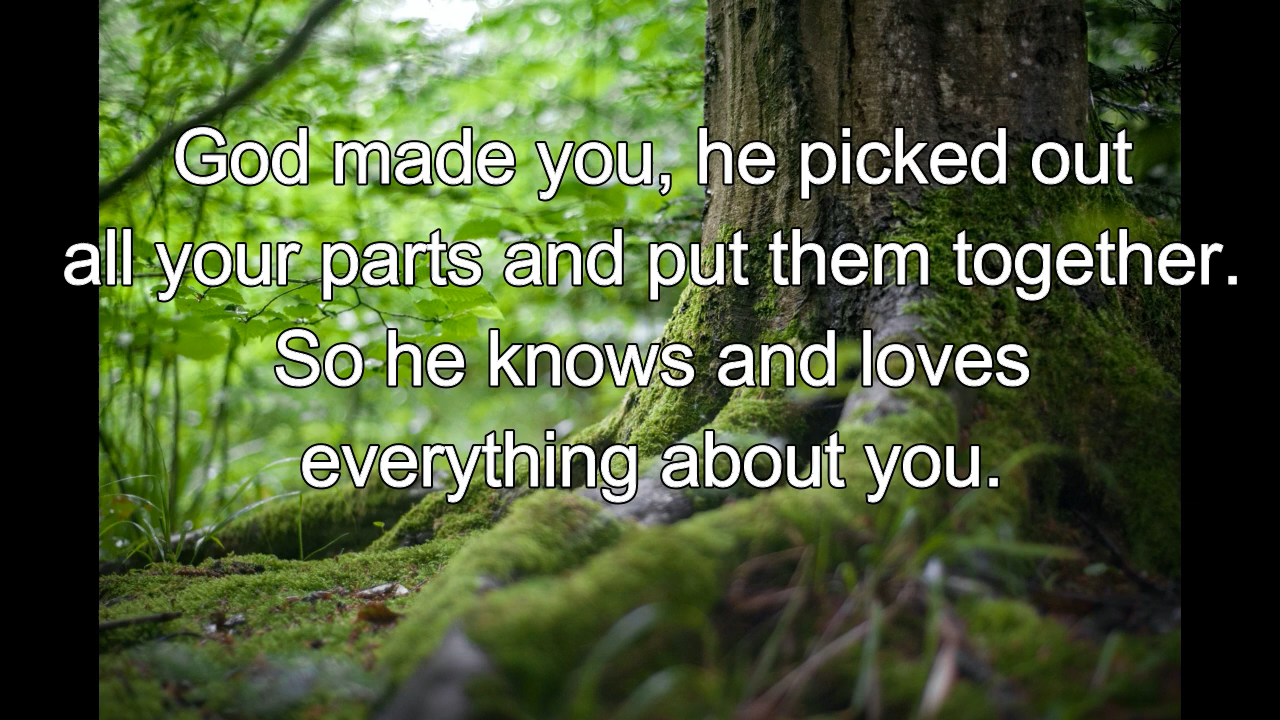 God made you, he picked out
all your parts and put them together.
So he knows and loves
everything about you.